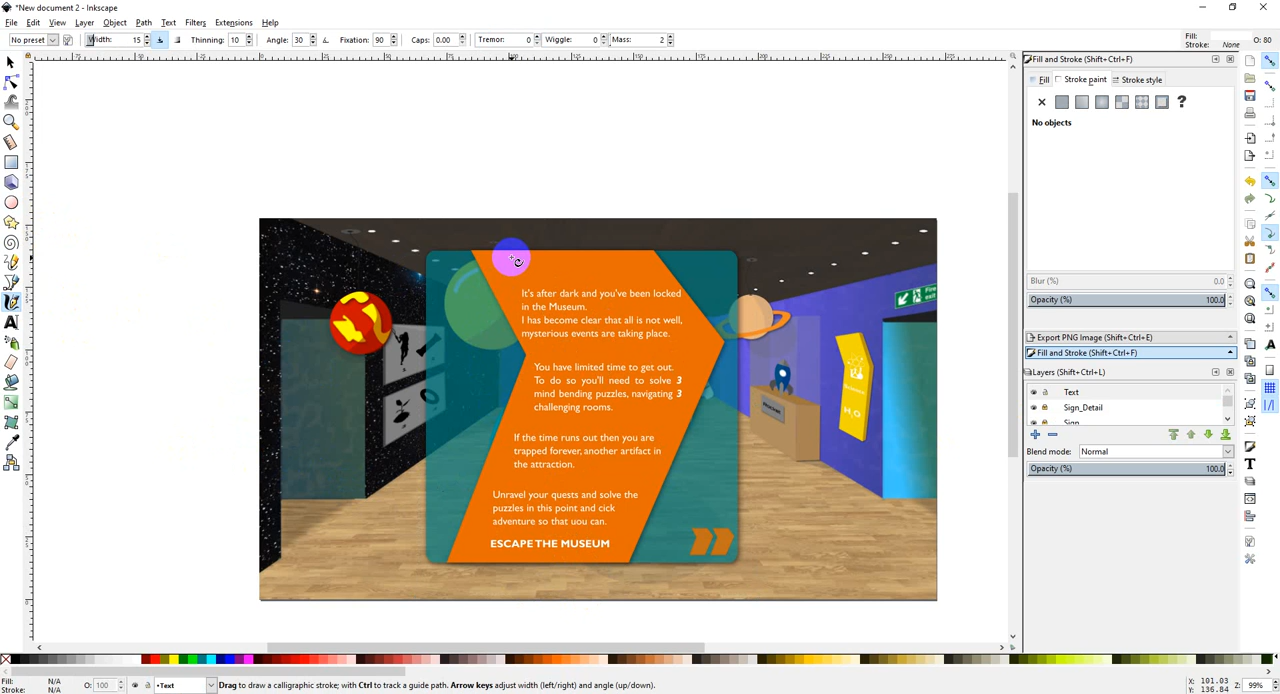 *New document 2 - Inkscape
File Edit View Layer Object Path Text Filters Extensions Help
No preset Width: 15 Thinning: 10 Angle: 30 Fixation: 90 Caps: 0.00 Tremor: 0 Wiggle: 0 Mass: 2 Fill: Stroke: None O: 80
Fill and Stroke (Shift+Ctrl+F)
Fill Stroke paint Stroke style
No objects
Blur (%) 0.0
Opacity (%) 100.0
Export PNG Image (Shift+Ctrl+E)
Fill and Stroke (Shift+Ctrl+F)
Layers (Shift+Ctrl+L)
Text
Sign_Detail
Sign
Blend mode: Normal
Opacity (%) 100.0
It's after dark and you've been locked
in the Museum.
I has become clear that all is not well,
mysterious events are taking place.
You have limited time to get out.
To do so you'll need to solve 3
mind bending puzzles, navigating 3
challenging rooms.
If the time runs out then you are
trapped forever, another artifact in
the attraction.
Unravel your quests and solve the
puzzles in this point and cick
adventure so that uou can.
ESCAPE THE MUSEUM
Fire
exit
Museum
Science
H2O
Fill: N/A
Stroke: N/A
O: 100 •Text Drag to draw a calligraphic stroke; with Ctrl to track a guide path. Arrow keys adjust width (left/right) and angle (up/down).
X: 101.03
Y: 136.84
Z: 99%